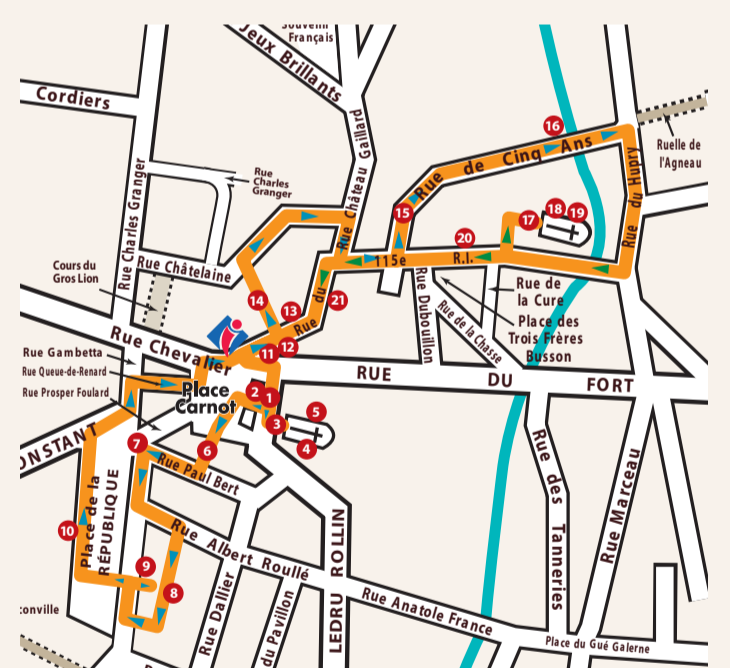 Souvenir
Français
Jeux Brillants
Cordiers
Rue Château Gaillard
16
Rue de Cinq Ans
Ruelle de
l'Agneau
Rue Charles Granger
Rue
Charles
Granger
15
17
18
19
Rue du Hupry
20
115e R.I.
Rue Châtelaine
Cours du
Gros Lion
14
13
21
Rue du
Rue Dubouillon
Rue de
la Cure
Place des
Trois Frères
Busson
Rue de la Chasse
Rue Chevalier
11
12
Rue Gambetta
Rue Queue-de-Renard
Rue Prosper Foulard
Place
Carnot
RUE DU FORT
2
1
3
5
4
ONSTANT
7
6
Rue Paul Bert
10
Place de la
RÉPUBLIQUE
9
8
Rue Albert Roullé
LEDRU ROLLIN
Rue des Tanneries
Rue Marceau
Rue Dallier
du Pavillon
Rue Anatole France
Place du Gué Galerne
conville